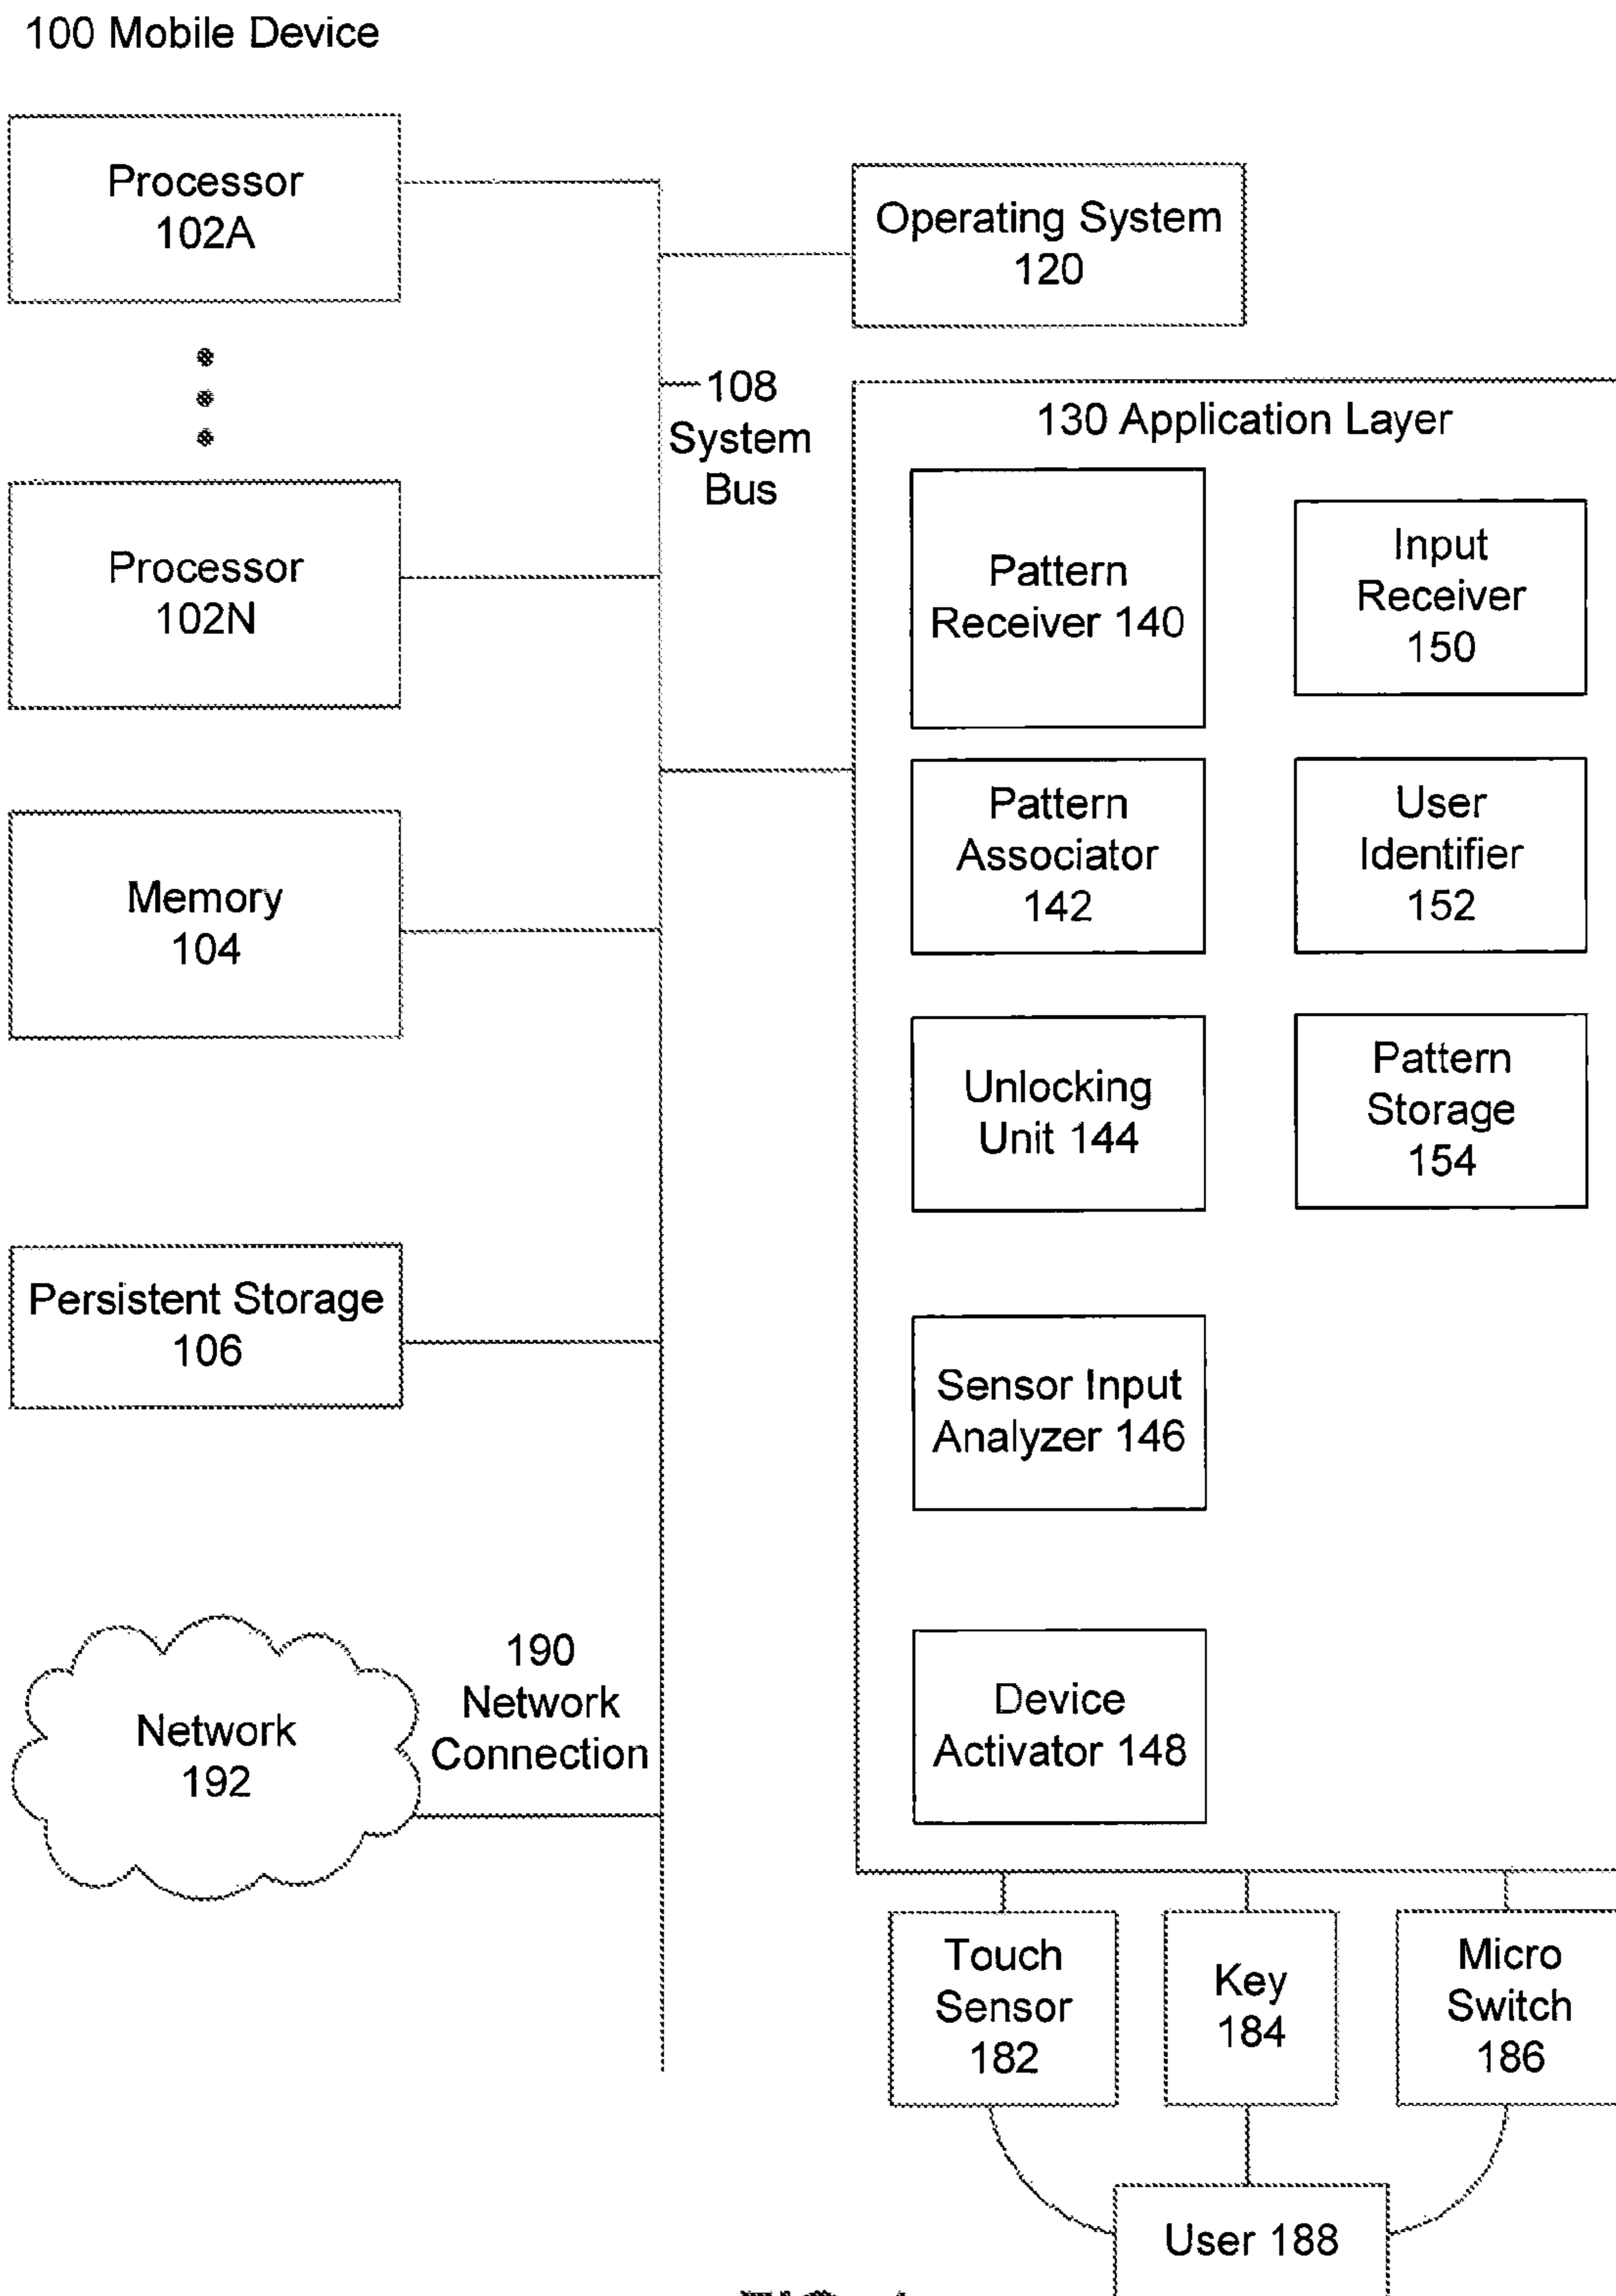 100 Mobile Device
Processor
102A
Operating System
120
108
System
Bus
130 Application Layer
Processor
102N
Pattern
Receiver 140
Input
Receiver
150
Pattern
Associator
142
User
Identifier
152
Memory
104
Unlocking
Unit 144
Pattern
Storage
154
Persistent Storage
106
Sensor Input
Analyzer 146
190
Network
Connection
Network
192
Device
Activator 148
Touch
Sensor
182
Key
184
Micro
Switch
186
User 188